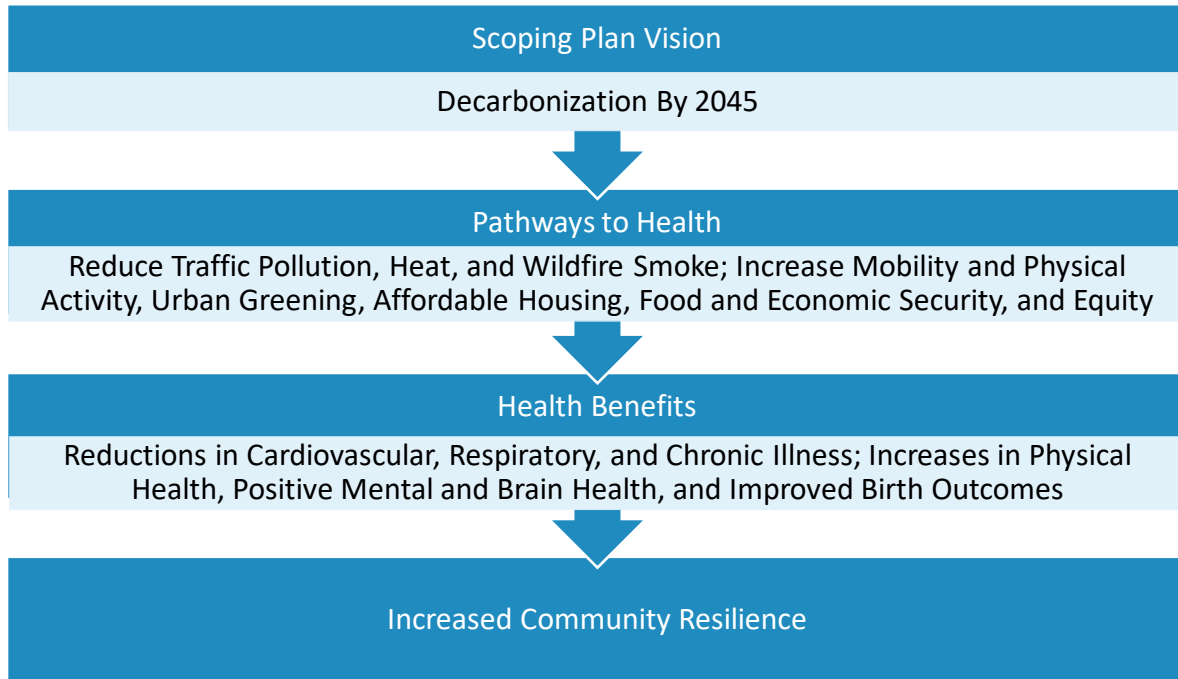 Scoping Plan Vision
Decarbonization By 2045
Pathways to Health
Reduce Traffic Pollution, Heat, and Wildfire Smoke; Increase Mobility and Physical
Activity, Urban Greening, Affordable Housing, Food and Economic Security, and Equity
Health Benefits
Reductions in Cardiovascular, Respiratory, and Chronic Illness; Increases in Physical
Health, Positive Mental and Brain Health, and Improved Birth Outcomes
Increased Community Resilience